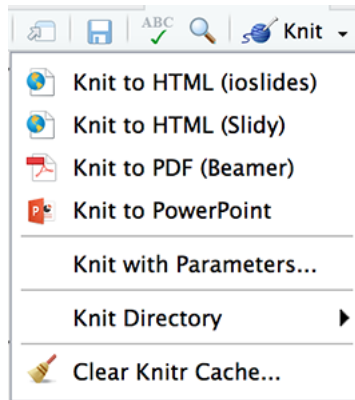 ABC Knit
Knit to HTML (ioslides)
Knit to HTML (Slidy)
Knit to PDF (Beamer)
Knit to PowerPoint
Knit with Parameters...
Knit Directory
Clear Knitr Cache...